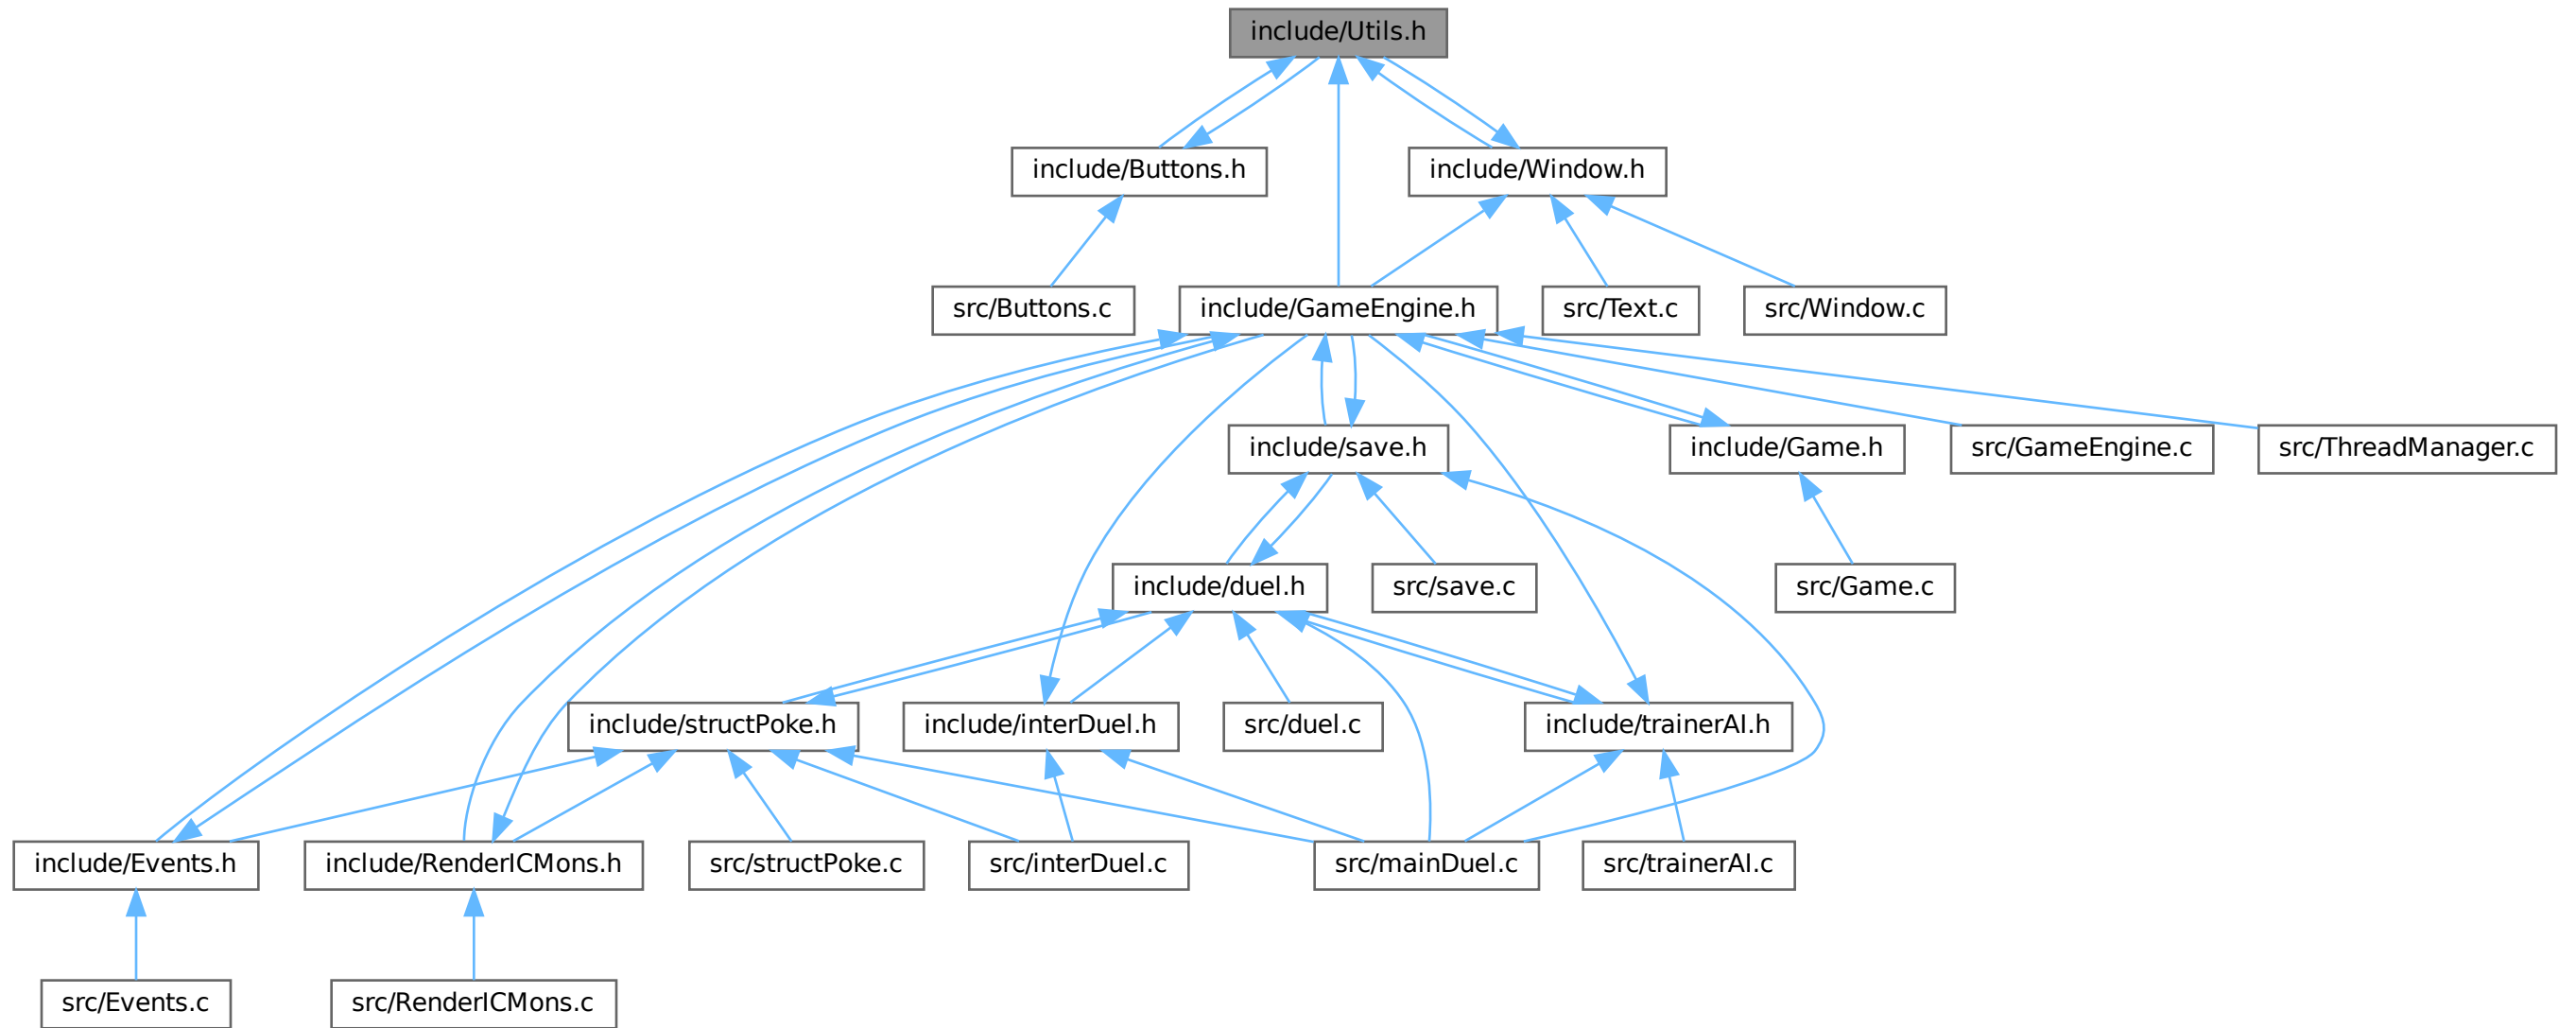 include/Utils.h
include/Buttons.h
include/Window.h
src/Buttons.c
include/GameEngine.h
src/Text.c
src/Window.c
include/save.h
include/Game.h
src/GameEngine.c
src/ThreadManager.c
include/duel.h
src/save.c
src/Game.c
include/structPoke.h
include/interDuel.h
src/duel.c
include/trainerAI.h
include/Events.h
include/RenderICMons.h
src/structPoke.c
src/interDuel.c
src/mainDuel.c
src/trainerAI.c
src/Events.c
src/RenderICMons.c